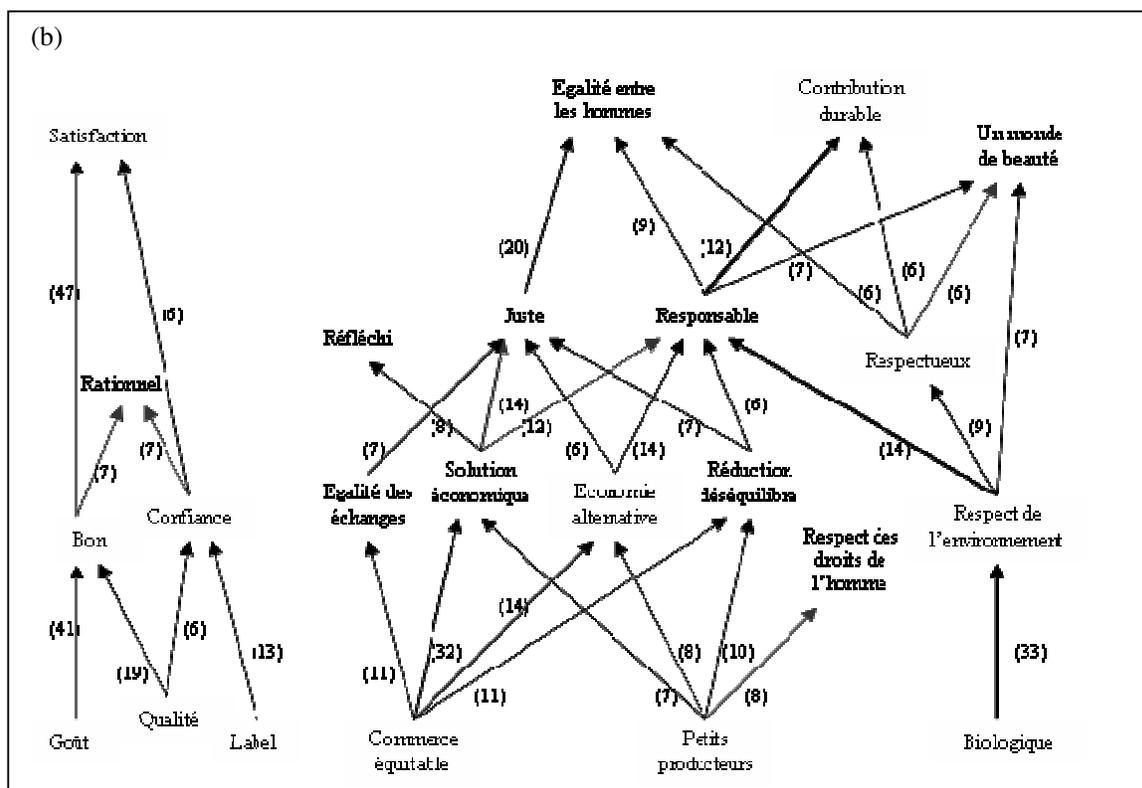 (b)
Egalité entre
les hommes
Contribution
durable
Satisfaction
Un monde
de beauté
(9)
(20)
(12)
(7)
(6)
(6)
(6)
(47)
(6)
Juste
Responsable
Réfléchi
(7)
Respectueux
Rationnel
(14)
(6)
(8)
(12)
(7)
(9)
(7)
(7)
(7)
(6)
(14)
(14)
Solution
économique
Réduction
déséquilibre
Egalité des
échanges
Economie
alternative
Confiance
Respect de
l'environnement
Bon
Respect des
droits de
l'homme
(14)
(41)
(6)
(13)
(32)
(8)
(10)
(33)
(19)
(11)
(11)
(7)
(8)
Qualité
Goût
Label
Commerce
équitable
Petits
producteurs
Biologique